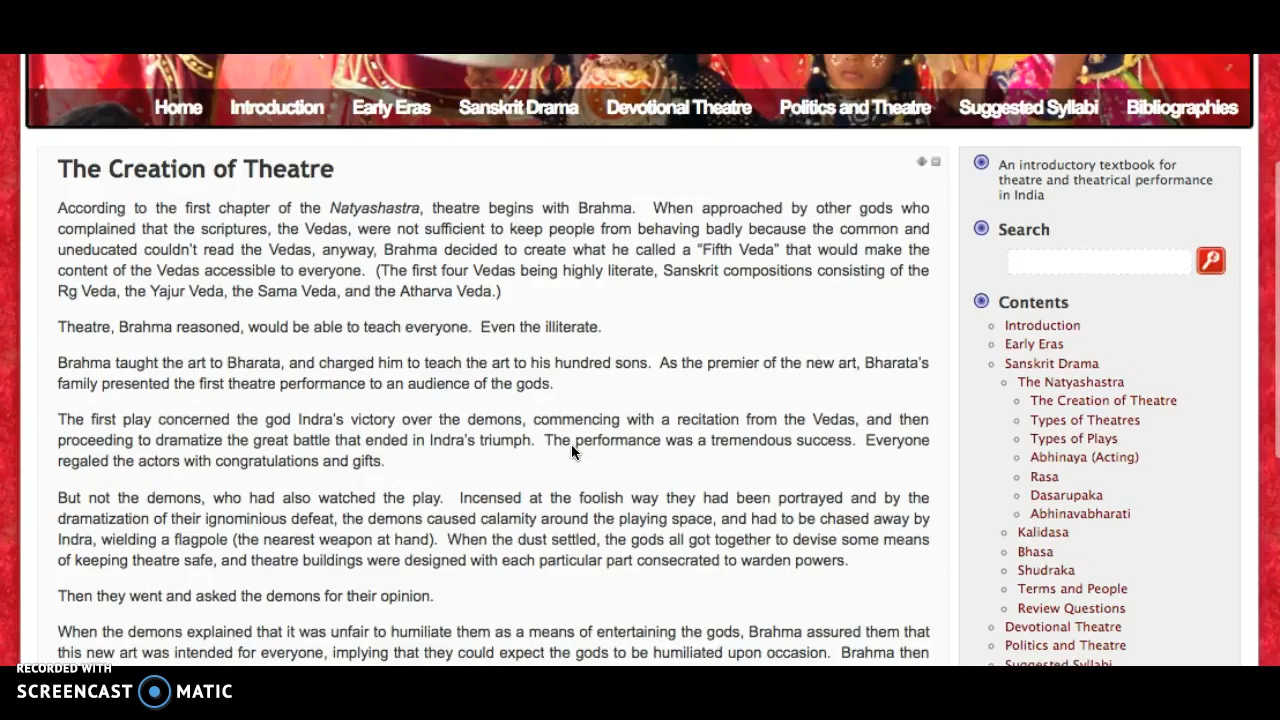 Home Introduction Early Eras Sanskrit Drama Devotional Theatre Politics and Theatre Suggested Syllabi Bibliographies
The Creation of Theatre
According to the first chapter of the Natyashastra, theatre begins with Brahma. When approached by other gods who
complained that the scriptures, the Vedas, were not sufficient to keep people from behaving badly because the common and
uneducated couldn't read the Vedas, anyway, Brahma decided to create what he called a “Fifth Veda” that would make the
content of the Vedas accessible to everyone. (The first four Vedas being highly literate, Sanskrit compositions consisting of the
Rg Veda, the Yajur Veda, the Sama Veda, and the Atharva Veda.)
Theatre, Brahma reasoned, would be able to teach everyone. Even the illiterate.
Brahma taught the art to Bharata, and charged him to teach the art to his hundred sons. As the premier of the new art, Bharata's
family presented the first theatre performance to an audience of the gods.
The first play concerned the god Indra's victory over the demons, commencing with a recitation from the Vedas, and then
proceeding to dramatize the great battle that ended in Indra's triumph. The performance was a tremendous success. Everyone
regaled the actors with congratulations and gifts.
But not the demons, who had also watched the play. Incensed at the foolish way they had been portrayed and by the
dramatization of their ignominious defeat, the demons caused calamity around the playing space, and had to be chased away by
Indra, wielding a flagpole (the nearest weapon at hand). When the dust settled, the gods all got together to devise some means
of keeping theatre safe, and theatre buildings were designed with each particular part consecrated to warden powers.
Then they went and asked the demons for their opinion.
When the demons explained that it was unfair to humiliate them as a means of entertaining the gods, Brahma assured them that
this new art was intended for everyone, implying that they could expect the gods to be humiliated upon occasion. Brahma then
An introductory textbook for
theatre and theatrical performance
in India
Search
Contents
Introduction
Early Eras
Sanskrit Drama
The Natyashastra
The Creation of Theatre
Types of Theatres
Types of Plays
Abhinaya (Acting)
Rasa
Dasarupaka
Abhinavabharati
Kalidasa
Bhasa
Shudraka
Terms and People
Review Questions
Devotional Theatre
Politics and Theatre
Suggested Syllabi
RECORDED WITH
SCREENCAST MATIC